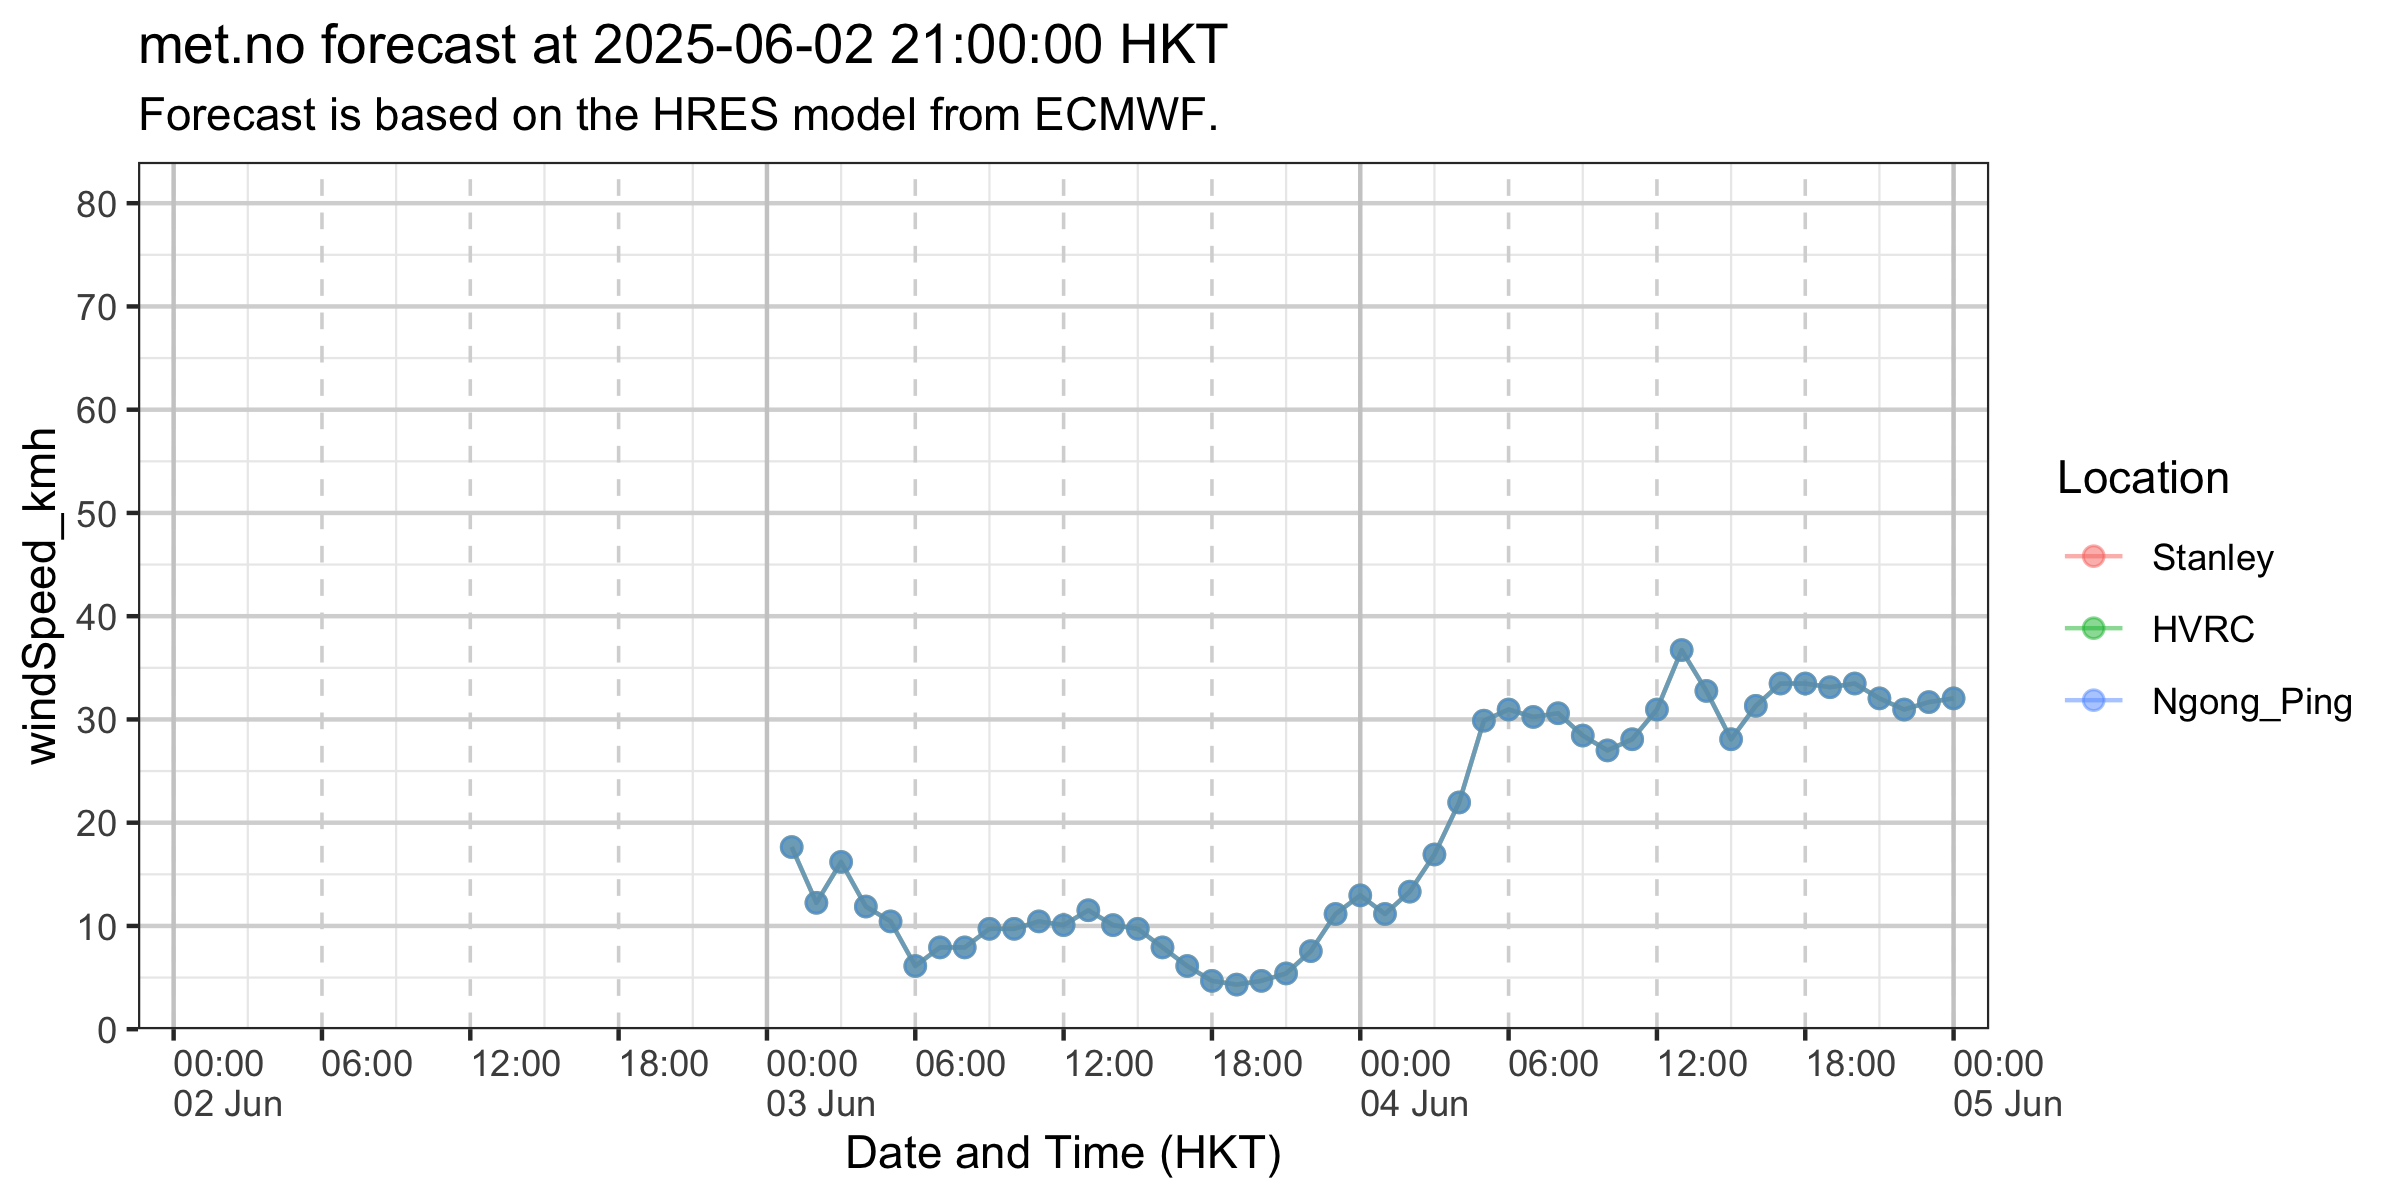 met.no forecast at 2025-06-02 21:00:00 HKT
Forecast is based on the HRES model from ECMWF.
windSpeed_kmh
80
70
60
50
40
30
20
10
0
00:00 06:00 12:00 18:00 00:00 06:00 12:00 18:00 00:00 06:00 12:00 18:00 00:00
02 Jun 03 Jun 04 Jun 05 Jun
Date and Time (HKT)
Location
Stanley
HVRC
Ngong_Ping